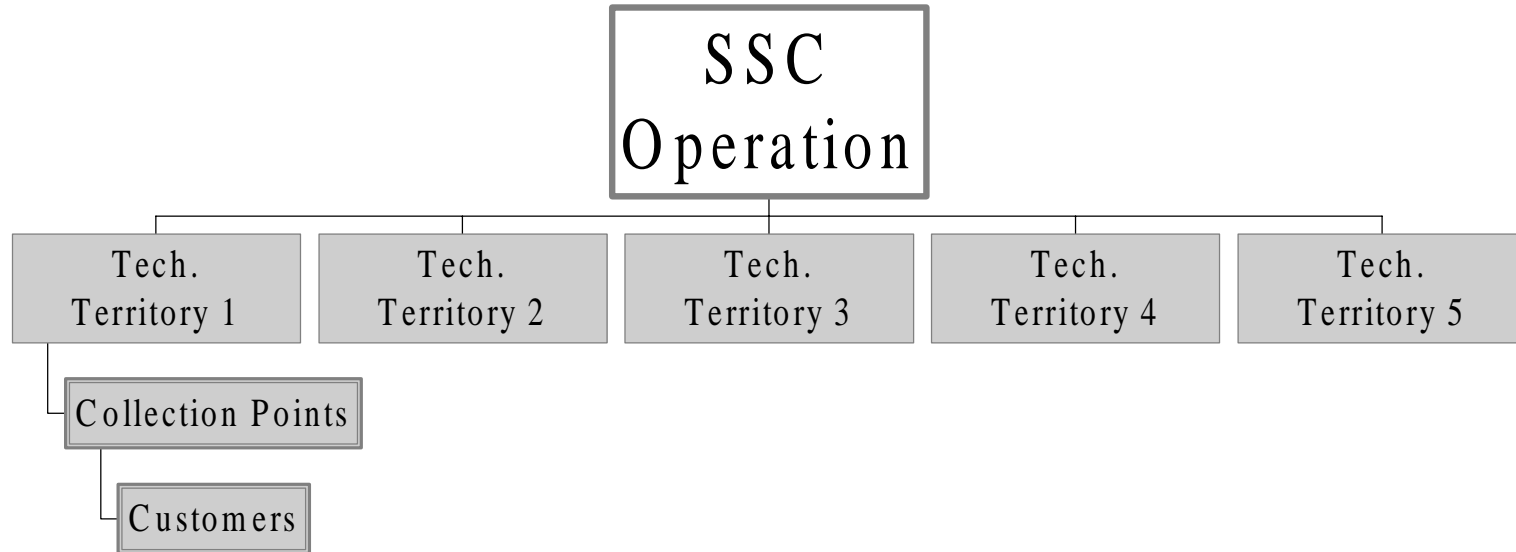 SSC
Operation
Tech.
Territory 1
Tech.
Territory 2
Tech.
Territory 3
Tech.
Territory 4
Tech.
Territory 5
Collection Points
Customers